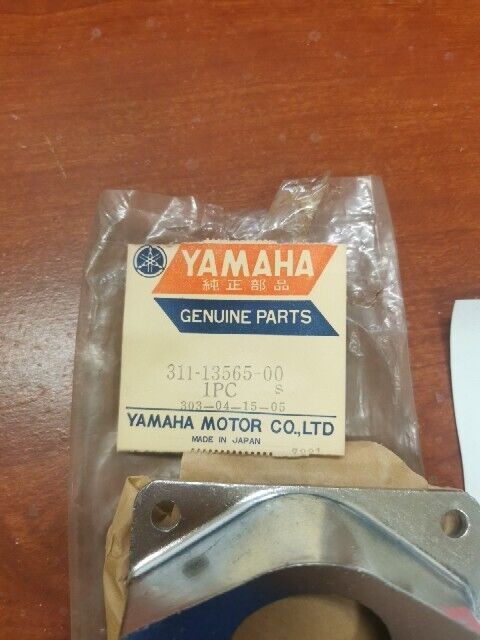 YAMAHA
純正部品
GENUINE PARTS
311-13565-00
1PC S
303-04-15-05
YAMAHA MOTOR CO.,LTD
MADE IN JAPAN